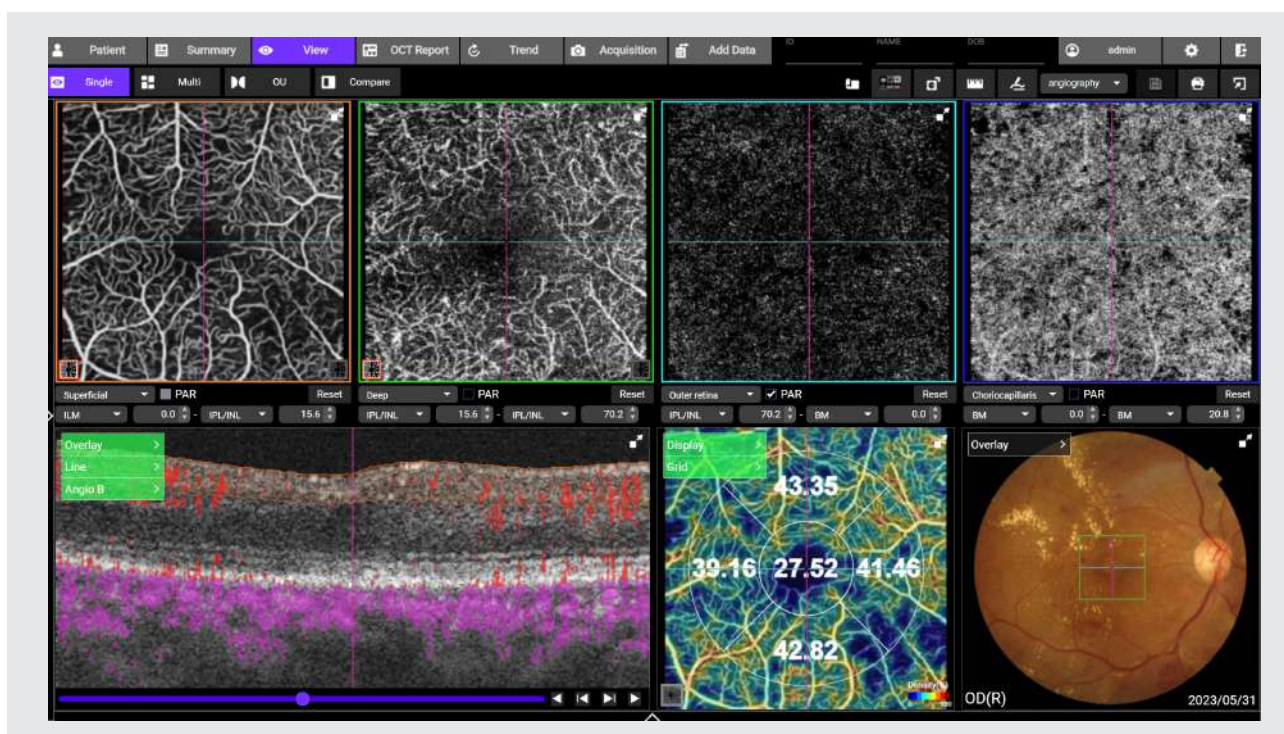 Patient Summary View OCT Report Trend Acquisition Add Data ID NAME DOB admin
Single Multi OU Compare angiography
Superficial PAR Reset
ILM 0.0 - IPL/INL 15.6
Deep PAR Reset
IPL/INL 15.6 - IPL/INL 70.2
Outer retina PAR Reset
IPL/INL 70.2 - BM 0.0
Choriocapillaris PAR Reset
BM 0.0 - BM 20.8
Overlay
Line
Angio B
Display
Grid
43.35
39.16 27.52 41.46
42.82
Density(%)
Overlay
OD(R) 2023/05/31